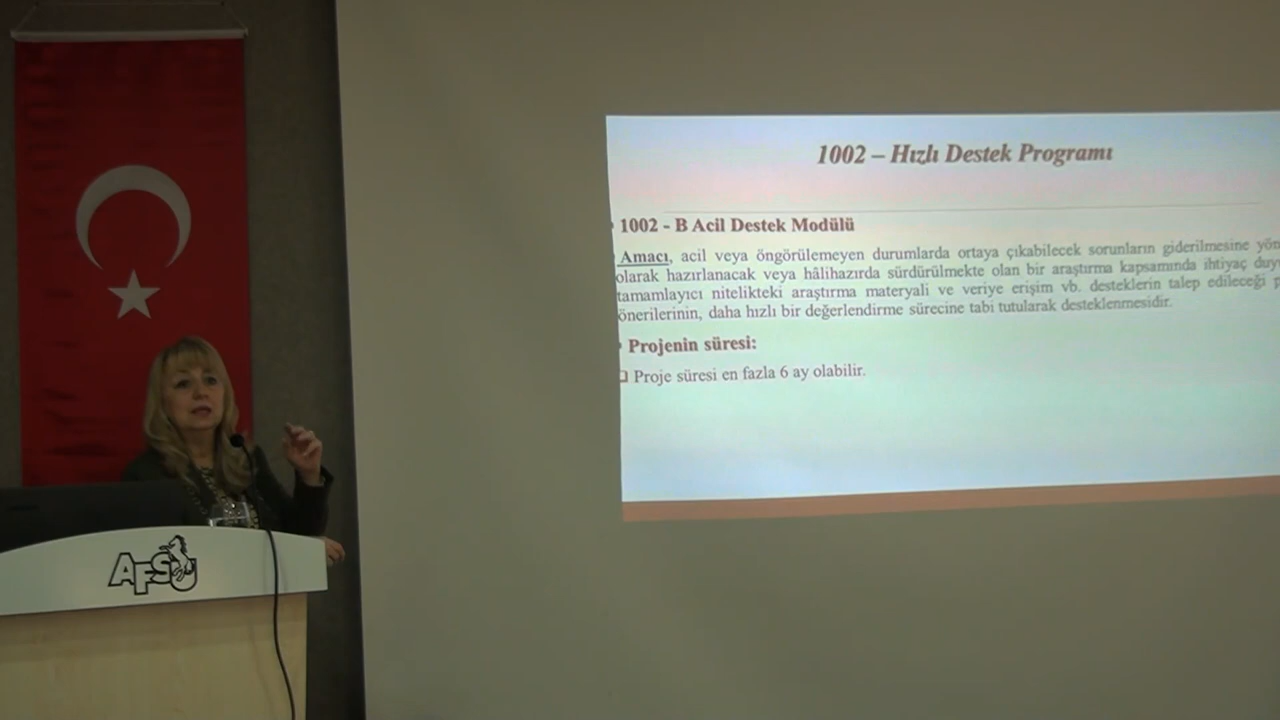 1002 – Hızlı Destek Programı
1002 - B Acil Destek Modülü
Amacı, acil veya öngörülemeyen durumlarda ortaya çıkabilecek sorunların giderilmesine
olarak hazırlanacak veya hâlihazırda sürdürülmekte olan bir araştırma kapsamında ihtiyaç
tamamlayıcı nitelikteki araştırma materyali ve veriye erişim vb. desteklerin talep edileceği
önerilerinin, daha hızlı bir değerlendirme sürecine tabi tutularak desteklenmesidir.
Projenin süresi:
Proje süresi en fazla 6 ay olabilir.
AFSU